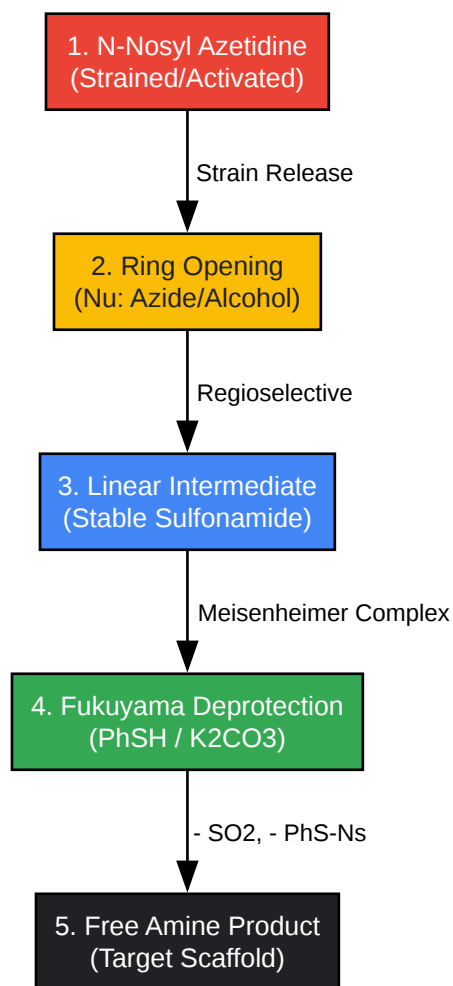 1. N-Nosyl Azetidine
(Strained/Activated)
Strain Release
2. Ring Opening
(Nu: Azide/Alcohol)
Regioselective
3. Linear Intermediate
(Stable Sulfonamide)
Meisenheimer Complex
4. Fukuyama Deprotection
(PhSH / K2CO3)
- SO2, - PhS-Ns
5. Free Amine Product
(Target Scaffold)